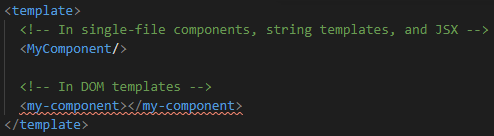 <template>
<!-- In single-file components, string templates, and JSX -->
<MyComponent/>
<!-- In DOM templates -->
<my-component></my-component>
</template>